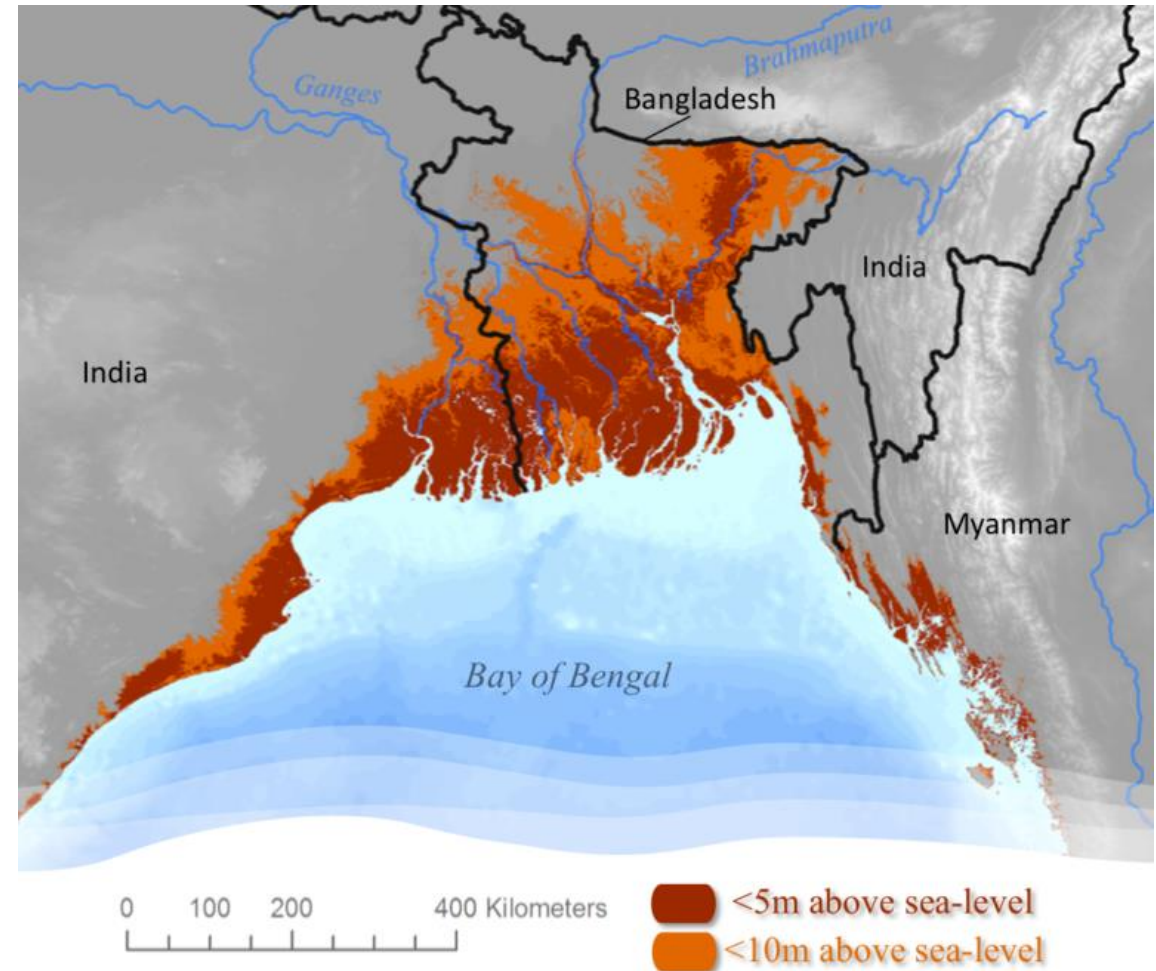 Brahmaputra
Ganges
Bangladesh
India
India
Myanmar
Bay of Bengal
0 100 200 400 Kilometers
<5m above sea-level
<10m above sea-level